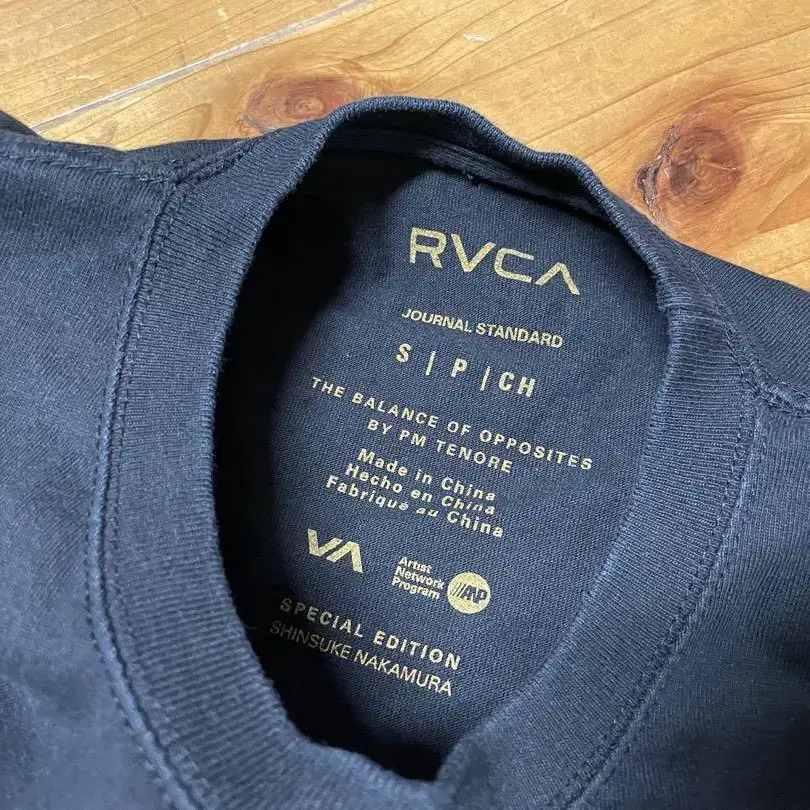 RVCA
JOURNAL STANDARD
S | P | CH
THE BALANCE OF OPPOSITES
BY PM TENORE
Made in China
Hecho en China
Fabriqué au China
VA
Artist
Network
Program
ANP
SPECIAL EDITION
SHINSUKE NAKAMURA